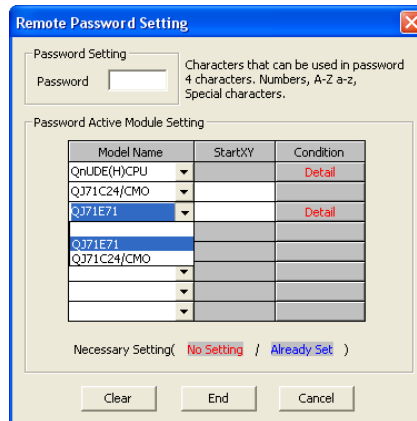 Remote Password Setting
Password Setting
Password
Characters that can be used in password
4 characters. Numbers, A-Z a-z,
Special characters.
Password Active Module Setting
Model Name StartXY Condition
QnUDE(H)CPU Detail
QJ71C24/CMO
QJ71E71 Detail
QJ71E71
QJ71C24/CMO
Necessary Setting( No Setting / Already Set )
Clear End Cancel